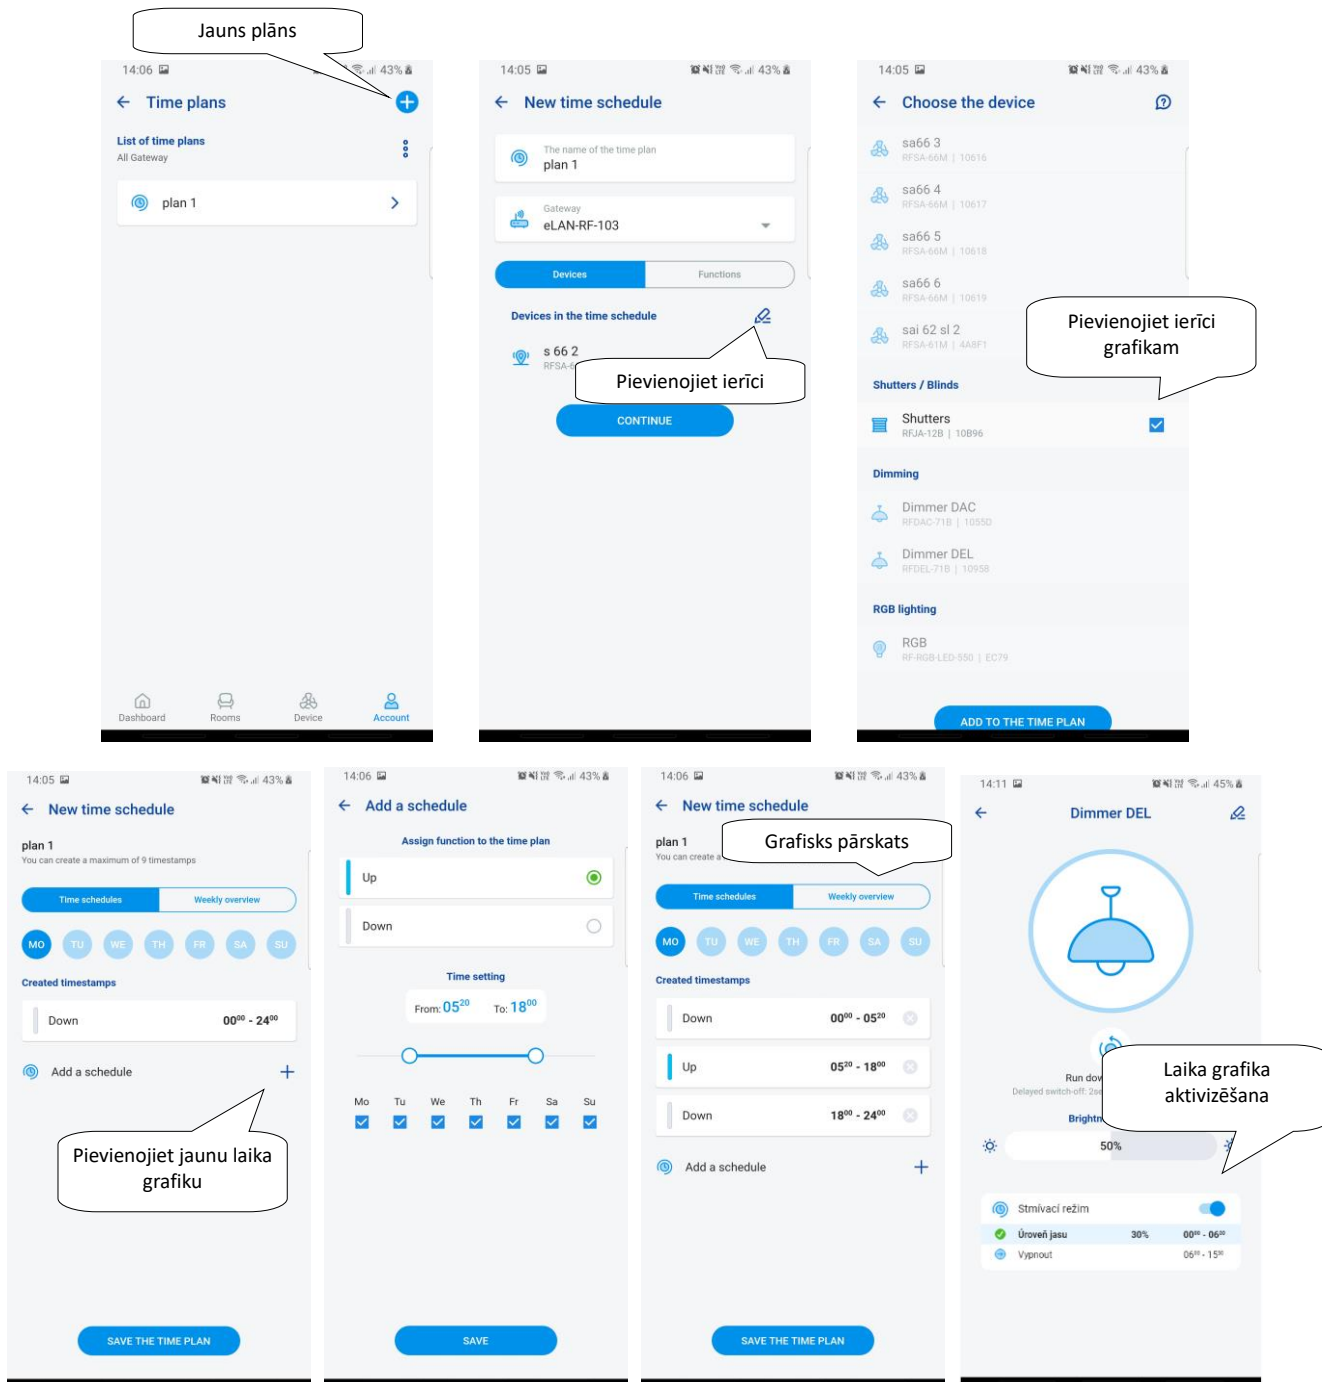 Jauns plāns
14:06
43%
Time plans
List of time plans
All Gateway
plan 1
Dashboard
Rooms
Device
Account
14:05
43%
New time schedule
The name of the time plan
plan 1
Gateway
eLAN-RF-103
Devices
Functions
Devices in the time schedule
s 66 2
RFSA-6
Pievienojiet ierīci
CONTINUE
14:05
43%
Choose the device
sa66 3
RFSA-66M | 10616
sa66 4
RFSA-66M | 10617
sa66 5
RFSA-66M | 10618
sa66 6
RFSA-66M | 10619
sai 62 sl 2
RFSA-61M | 4A8F1
Pievienojiet ierīci
grafikam
Shutters / Blinds
Shutters
RFJA-12B | 10B96
Dimming
Dimmer DAC
RFDAC-71B | 1055D
Dimmer DEL
RFDEL-71B | 10958
RGB lighting
RGB
RF-RGB-LED-550 | EC79
ADD TO THE TIME PLAN
14:05
43%
New time schedule
plan 1
You can create a maximum of 9 timestamps
Time schedules
Weekly overview
MO TU WE TH FR SA SU
Created timestamps
Down 00⁰⁰ - 24⁰⁰
Add a schedule
Pievienojiet jaunu laika
grafiku
SAVE THE TIME PLAN
14:06
43%
Add a schedule
Assign function to the time plan
Up
Down
Time setting
From: 05²⁰ To: 18⁰⁰
Mo Tu We Th Fr Sa Su
SAVE
14:06
43%
New time schedule
plan 1
You can create a
Grafisks pārskats
Time schedules
Weekly overview
MO TU WE TH FR SA SU
Created timestamps
Down 00⁰⁰ - 05²⁰
Up 05²⁰ - 18⁰⁰
Down 18⁰⁰ - 24⁰⁰
Add a schedule
SAVE THE TIME PLAN
14:11
45%
Dimmer DEL
Run dow
Delayed switch-off: 2se
Laika grafika
aktivizēšana
Brightn
50%
Stmívací režim
Úroveň jasu 30% 00⁰⁰ - 06⁰⁰
Vypnout 06⁰⁰ - 15³⁰